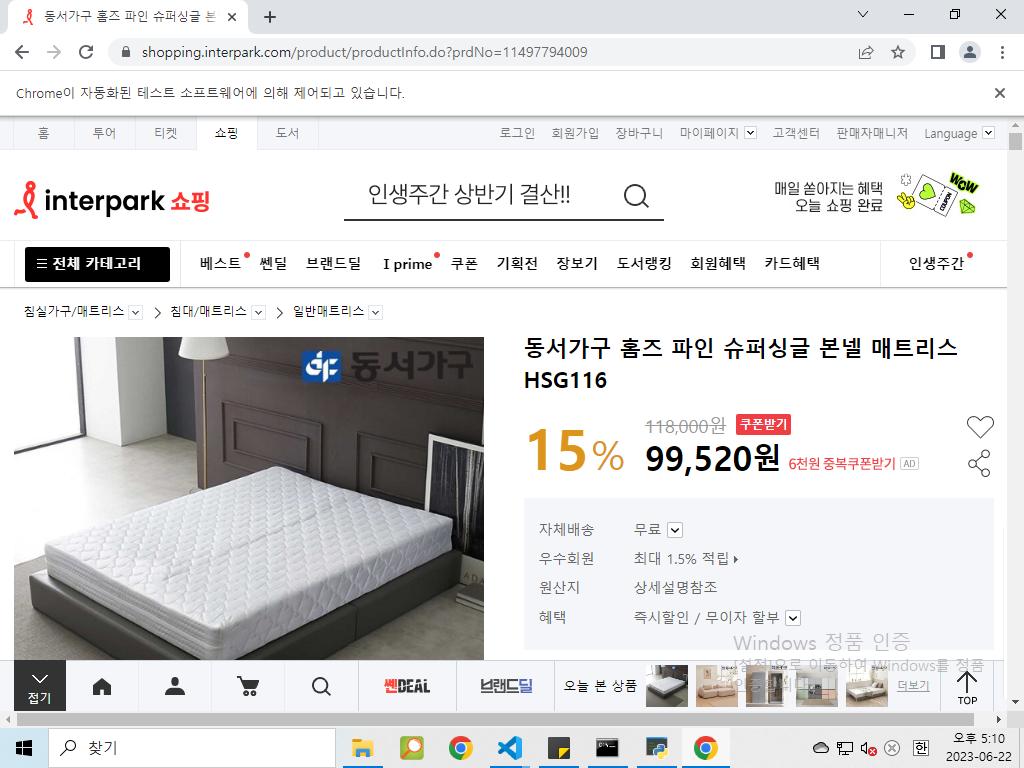 동서가구 홈즈 파인 슈퍼싱글 본
shopping.interpark.com/product/productInfo.do?prdNo=11497794009
Chrome이 자동화된 테스트 소프트웨어에 의해 제어되고 있습니다.
홈 투어 티켓 쇼핑 도서 로그인 회원가입 장바구니 마이페이지 고객센터 판매자매니저 Language
interpark 쇼핑
인생주간 상반기 결산!!
매일 쏟아지는 혜택
오늘 쇼핑 완료
WOW
COUPON
전체 카테고리 베스트 쎈딜 브랜드딜 I prime 쿠폰 기획전 장보기 도서랭킹 회원혜택 카드혜택 인생주간
침실가구/매트리스 > 침대/매트리스 > 일반매트리스
동서가구
동서가구 홈즈 파인 슈퍼싱글 본넬 매트리스
HSG116
118,000원 쿠폰받기
15% 99,520원 6천원 중복쿠폰받기 AD
자체배송 무료
우수회원 최대 1.5% 적립
원산지 상세설명참조
혜택 즉시할인 / 무이자 할부
Windows 정품 인증
[설정]으로 이동하여 Windows를 정품
접기 쎈DEAL 브랜드딜 오늘 본 상품 더보기 TOP
찾기
한
오후 5:10
2023-06-22